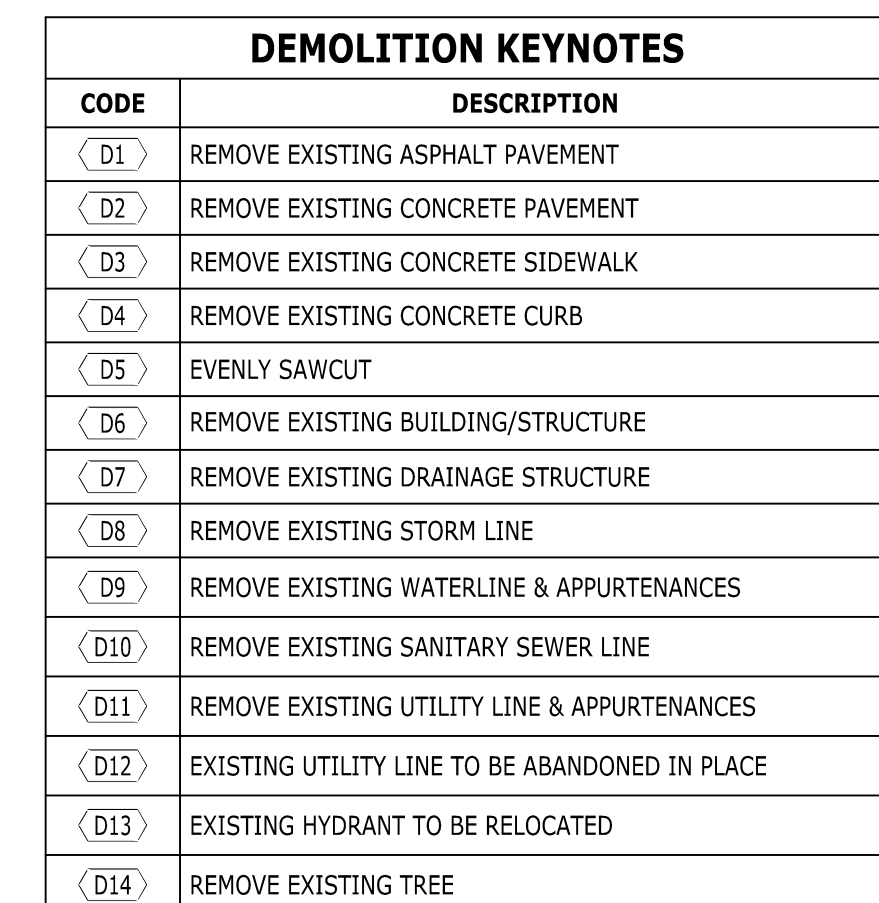 DEMOLITION KEYNOTES
CODE DESCRIPTION
D1 REMOVE EXISTING ASPHALT PAVEMENT
D2 REMOVE EXISTING CONCRETE PAVEMENT
D3 REMOVE EXISTING CONCRETE SIDEWALK
D4 REMOVE EXISTING CONCRETE CURB
D5 EVENLY SAWCUT
D6 REMOVE EXISTING BUILDING/STRUCTURE
D7 REMOVE EXISTING DRAINAGE STRUCTURE
D8 REMOVE EXISTING STORM LINE
D9 REMOVE EXISTING WATERLINE & APPURTENANCES
D10 REMOVE EXISTING SANITARY SEWER LINE
D11 REMOVE EXISTING UTILITY LINE & APPURTENANCES
D12 EXISTING UTILITY LINE TO BE ABANDONED IN PLACE
D13 EXISTING HYDRANT TO BE RELOCATED
D14 REMOVE EXISTING TREE